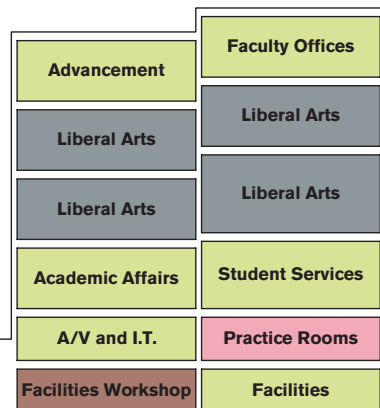 Advancement
Faculty Offices
Liberal Arts
Liberal Arts
Liberal Arts
Liberal Arts
Academic Affairs
Student Services
A/V and I.T.
Practice Rooms
Facilities Workshop
Facilities